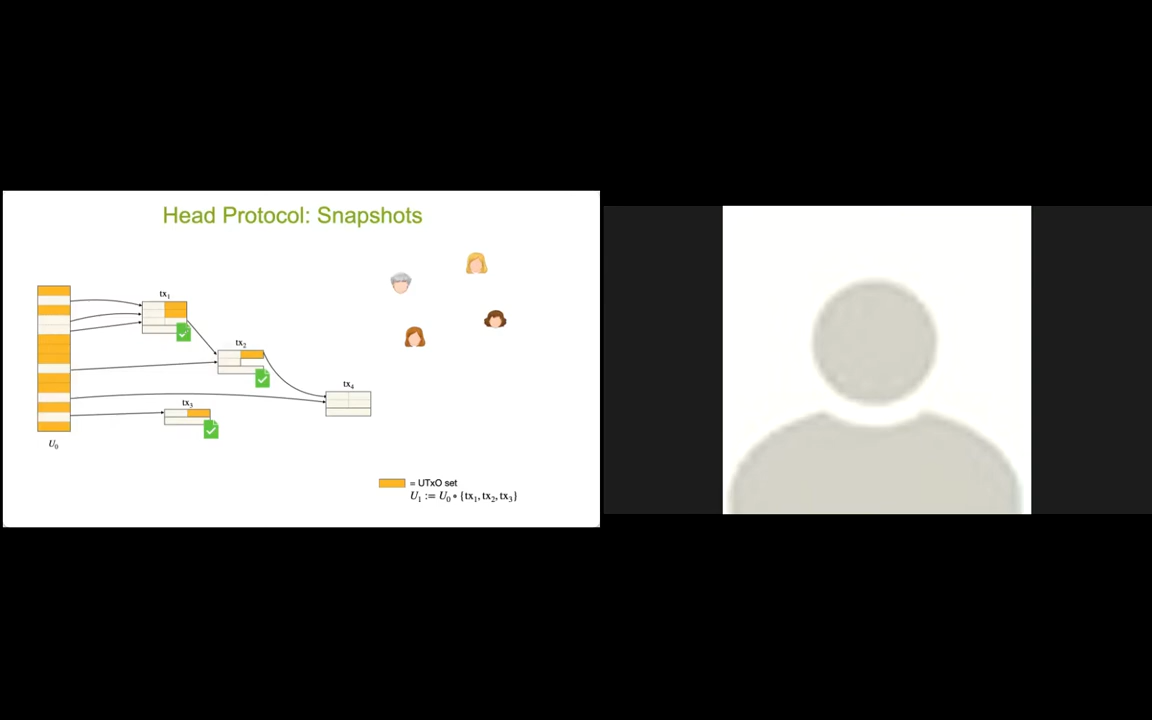 Head Protocol: Snapshots
tx₁
tx₂
tx₄
tx₃
U₀
= UTxO set
U₁ := U₀ ∘ {tx₁, tx₂, tx₃}